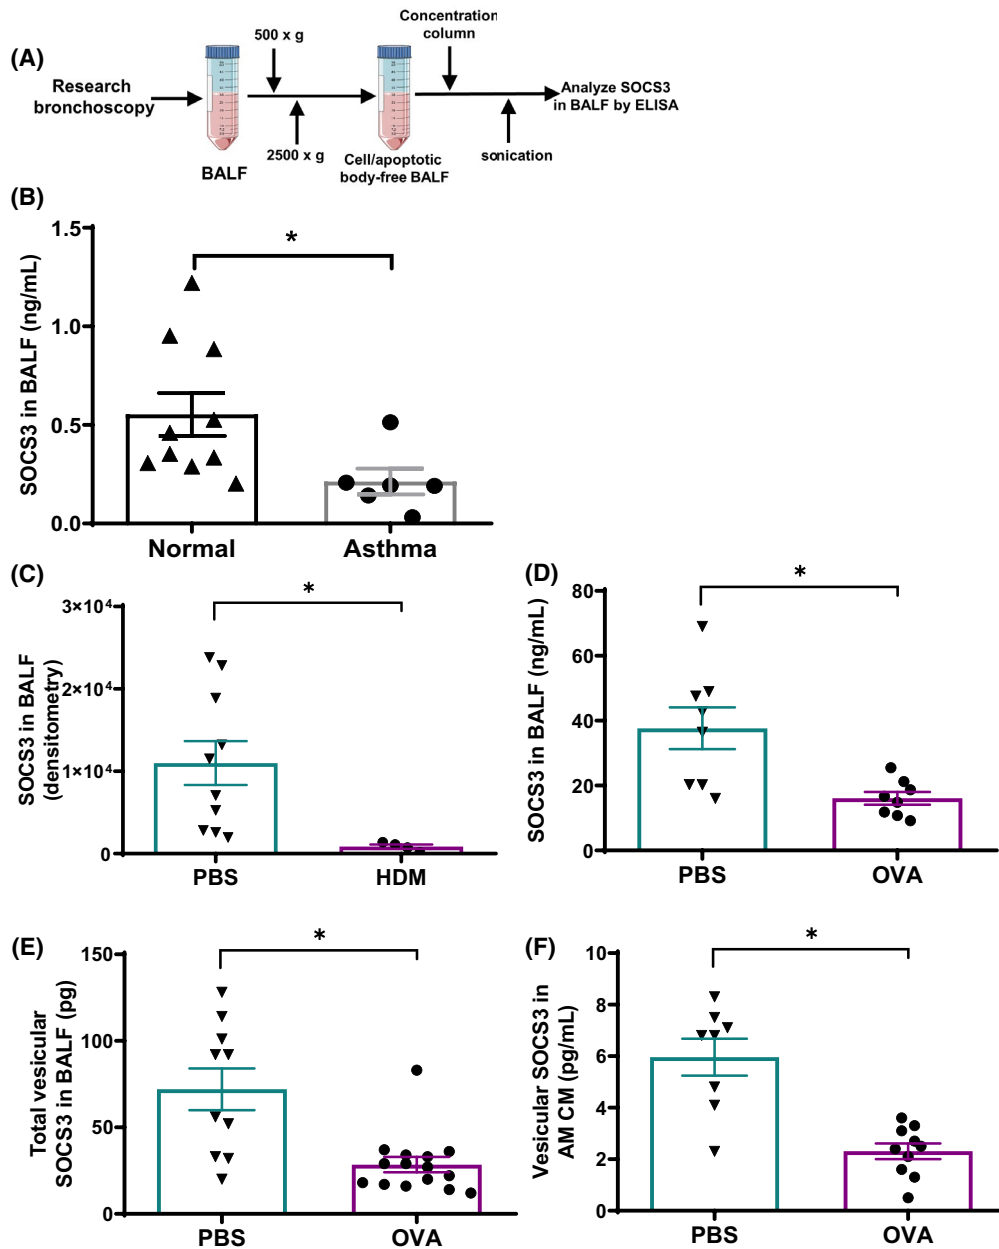 (A)
Research
bronchoscopy
BALF
500 x g
2500 x g
Cell/apoptotic
body-free BALF
Concentration
column
sonication
Analyze SOCS3
in BALF by ELISA
(B)
SOCS3 in BALF (ng/mL)
1.5
1.0
0.5
0.0
*
Normal
Asthma
(C)
SOCS3 in BALF
(densitometry)
3×10⁴
2×10⁴
1×10⁴
0
*
PBS
HDM
(D)
SOCS3 in BALF (ng/mL)
80
60
40
20
0
*
PBS
OVA
(E)
Total vesicular
SOCS3 in BALF (pg)
150
100
50
0
*
PBS
OVA
(F)
Vesicular SOCS3 in
AM CM (pg/mL)
10
8
6
4
2
0
*
PBS
OVA